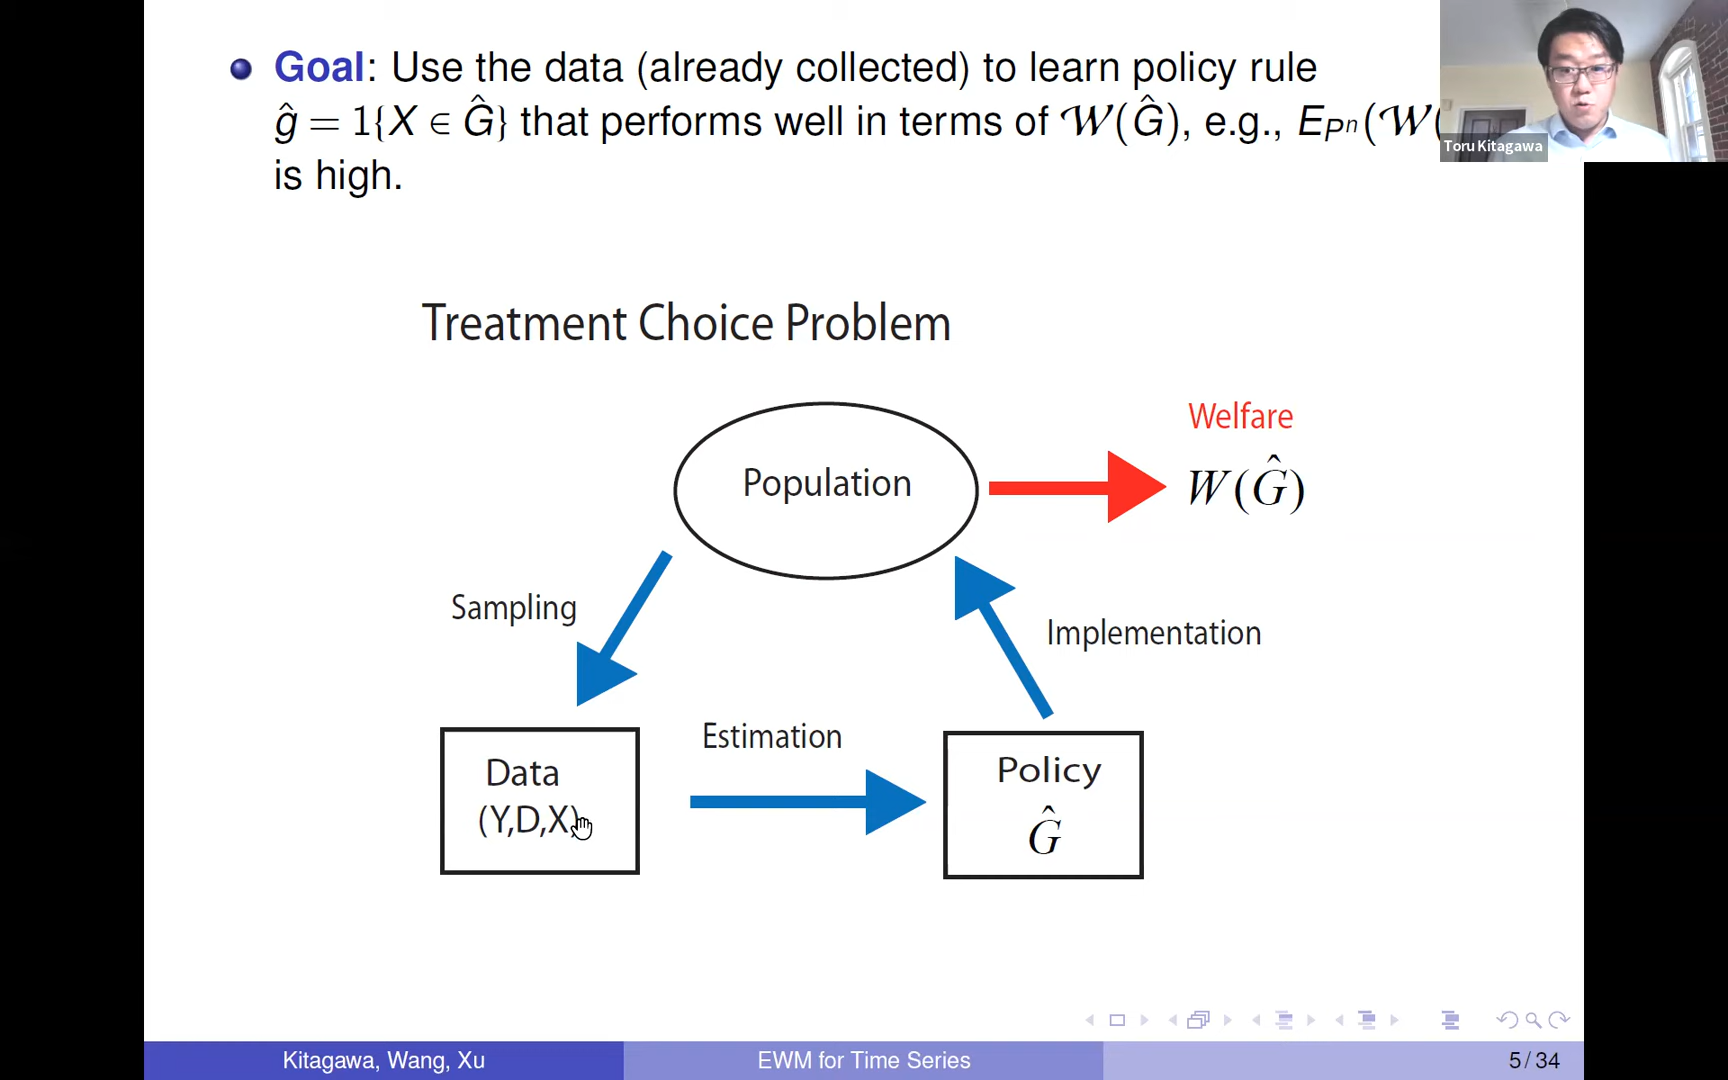 Goal: Use the data (already collected) to learn policy rule
ĝ = 1{X ∈ Ĝ} that performs well in terms of 𝒲(Ĝ), e.g., E_{Pⁿ}(𝒲(
is high.
Toru Kitagawa
Treatment Choice Problem
Welfare
Population
W(Ĝ)
Sampling
Implementation
Estimation
Data
(Y,D,X)
Policy
Ĝ
Kitagawa, Wang, Xu
EWM for Time Series
5 / 34